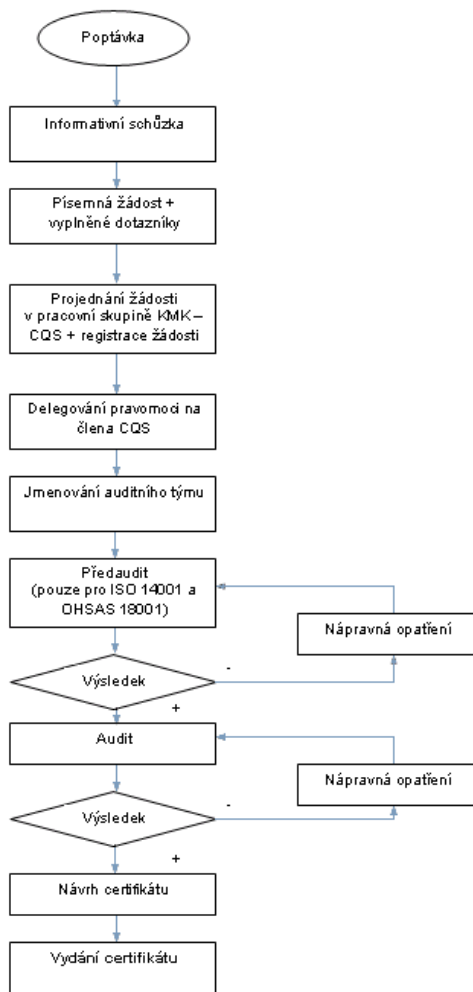 Poptávka
Informativní schůzka
Písemná žádost +
vyplněné dotazníky
Projednání žádosti
v pracovní skupině KMK –
CQS + registrace žádosti
Delegování pravomoci na
člena CQS
Jmenování auditního týmu
Předaudit
(pouze pro ISO 14001 a
OHSAS 18001)
Nápravná opatření
-
Výsledek
+
Audit
Nápravná opatření
-
Výsledek
+
Návrh certifikátu
Vydání certifikátu